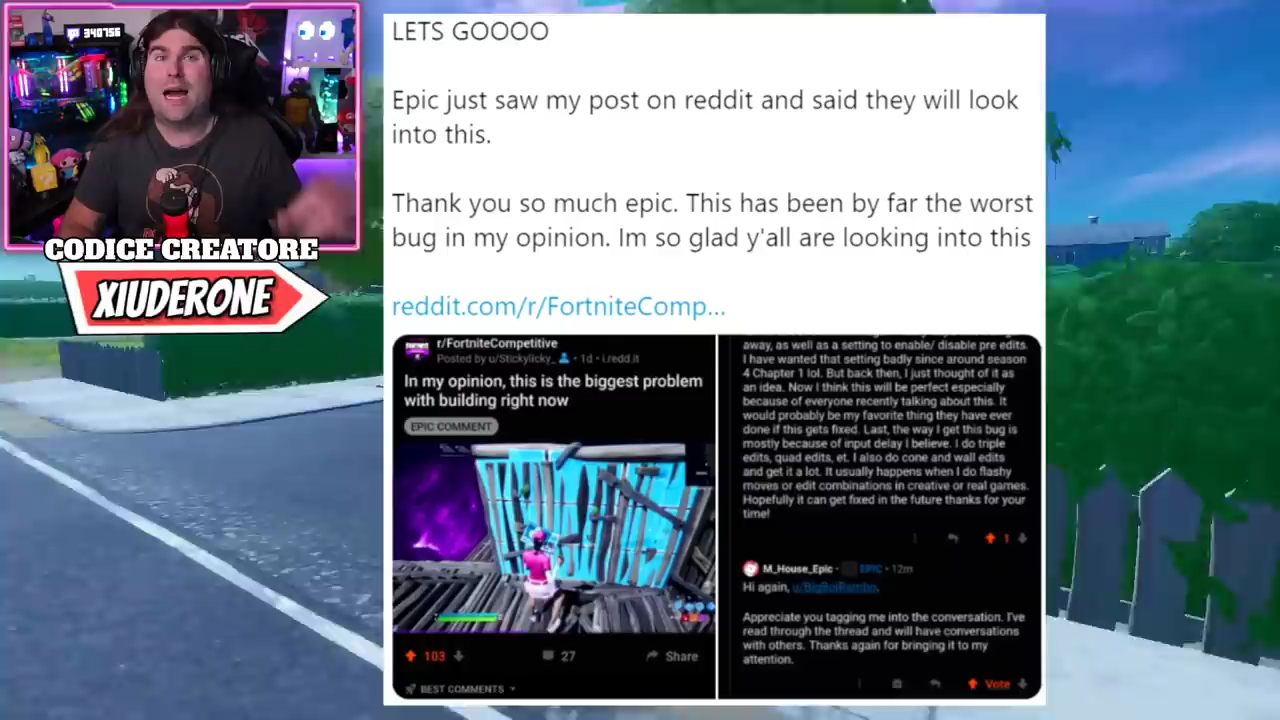 340756
CODICE CREATORE
XIUDERONE
LETS GOOOO
Epic just saw my post on reddit and said they will look
into this.
Thank you so much epic. This has been by far the worst
bug in my opinion. Im so glad y'all are looking into this
reddit.com/r/FortniteComp...
r/FortniteCompetitive
Posted by u/Stickylicky_ • 1d • i.redd.it
In my opinion, this is the biggest problem
with building right now
EPIC COMMENT
103
27
Share
BEST COMMENTS
away, as well as a setting to enable/ disable pre edits.
I have wanted that setting badly since around season
4 Chapter 1 lol. But back then, I just thought of it as
an idea. Now I think this will be perfect especially
because of everyone recently talking about this. It
would probably be my favorite thing they have ever
done if this gets fixed. Last, the way I get this bug is
mostly because of input delay I believe. I do triple
edits, quad edits, et. I also do cone and wall edits
and get it a lot. It usually happens when I do flashy
moves or edit combinations in creative or real games.
Hopefully it can get fixed in the future thanks for your
time!
1
M_House_Epic • EPIC • 12m
Hi again, u/BigBoiRambo.
Appreciate you tagging me into the conversation. I've
read through the thread and will have conversations
with others. Thanks again for bringing it to my
attention.
Vote